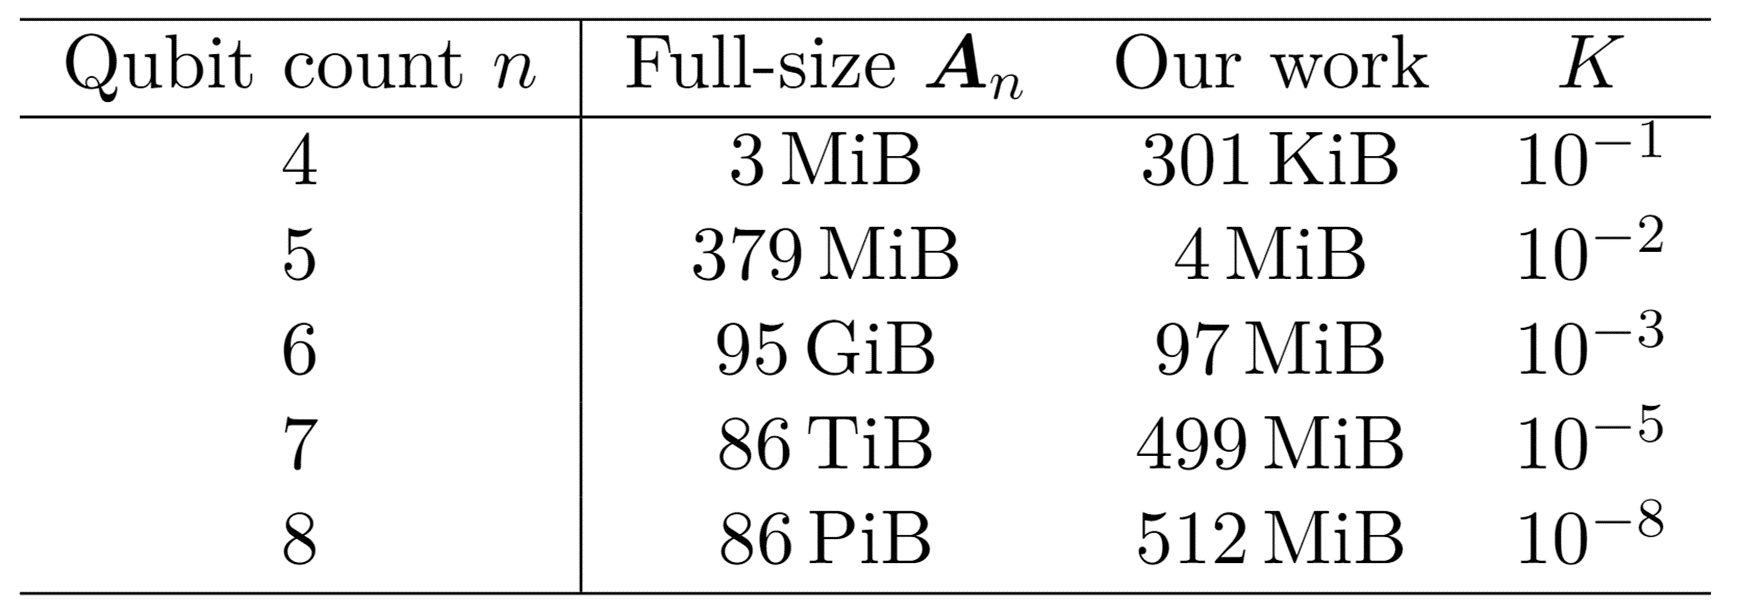 Qubit count n Full-size Aₙ Our work K
4 3 MiB 301 KiB 10⁻¹
5 379 MiB 4 MiB 10⁻²
6 95 GiB 97 MiB 10⁻³
7 86 TiB 499 MiB 10⁻⁵
8 86 PiB 512 MiB 10⁻⁸